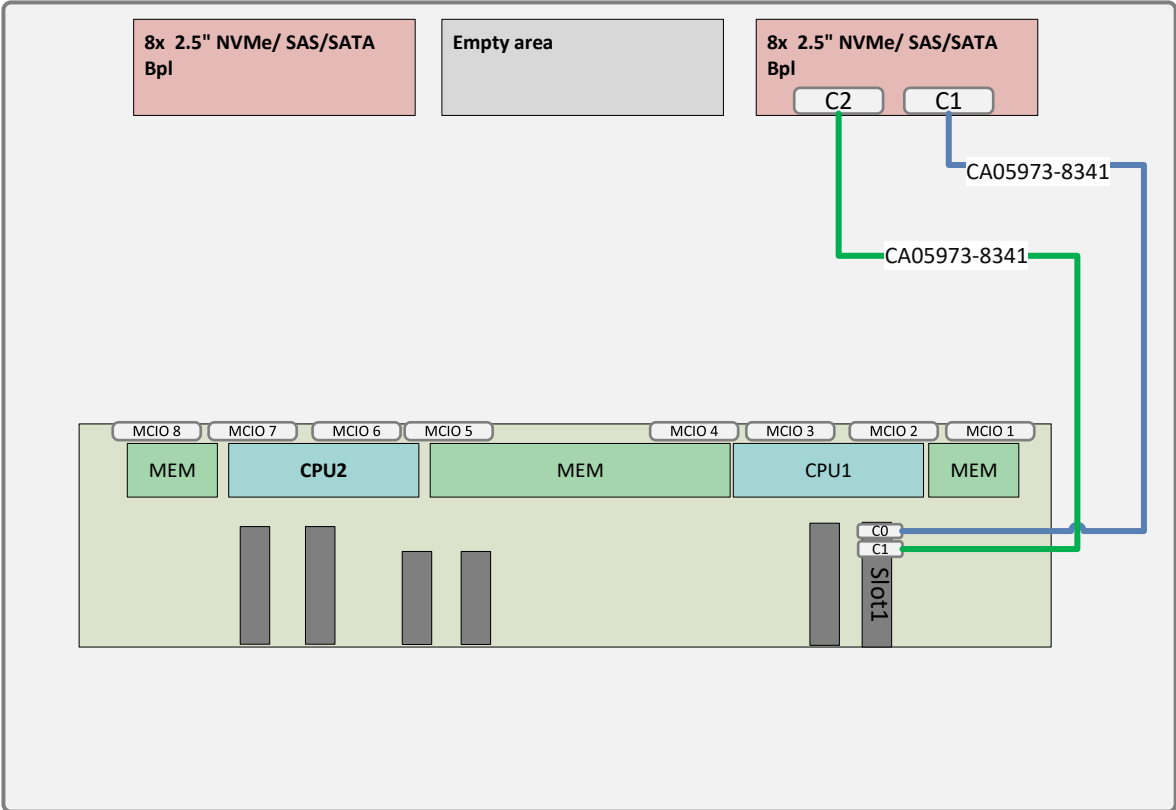 8x 2.5" NVMe/ SAS/SATA
Bpl
Empty area
8x 2.5" NVMe/ SAS/SATA
Bpl
C2
C1
CA05973-8341
CA05973-8341
MCIO 8
MCIO 7
MCIO 6
MCIO 5
MCIO 4
MCIO 3
MCIO 2
MCIO 1
MEM
CPU2
MEM
CPU1
MEM
C0
C1
Slot1